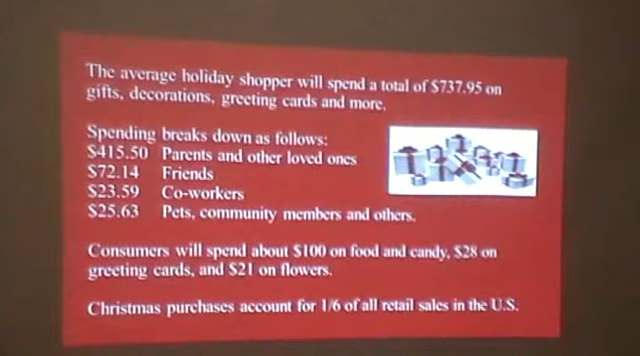 The average holiday shopper will spend a total of $737.95 on
gifts, decorations, greeting cards and more.
Spending breaks down as follows:
$415.50 Parents and other loved ones
$72.14 Friends
$23.59 Co-workers
$25.63 Pets, community members and others.
Consumers will spend about $100 on food and candy, $28 on
greeting cards, and $21 on flowers.
Christmas purchases account for 1/6 of all retail sales in the U.S.